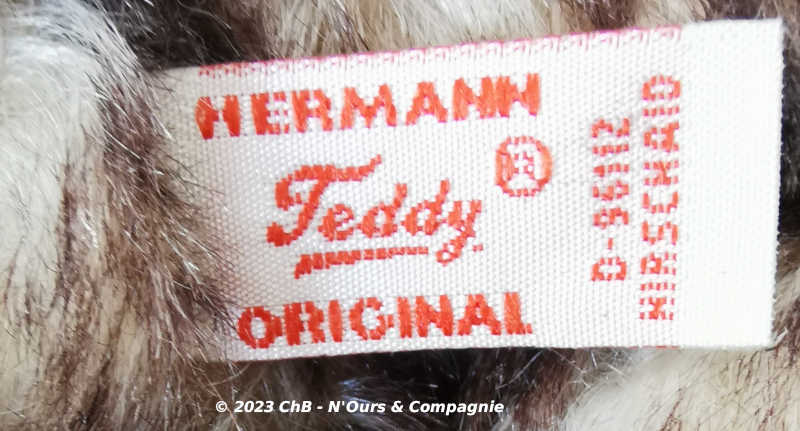 HERMANN
Teddy ®
ORIGINAL
D-96112
HIRSCHAID
© 2023 ChB - N'Ours & Compagnie